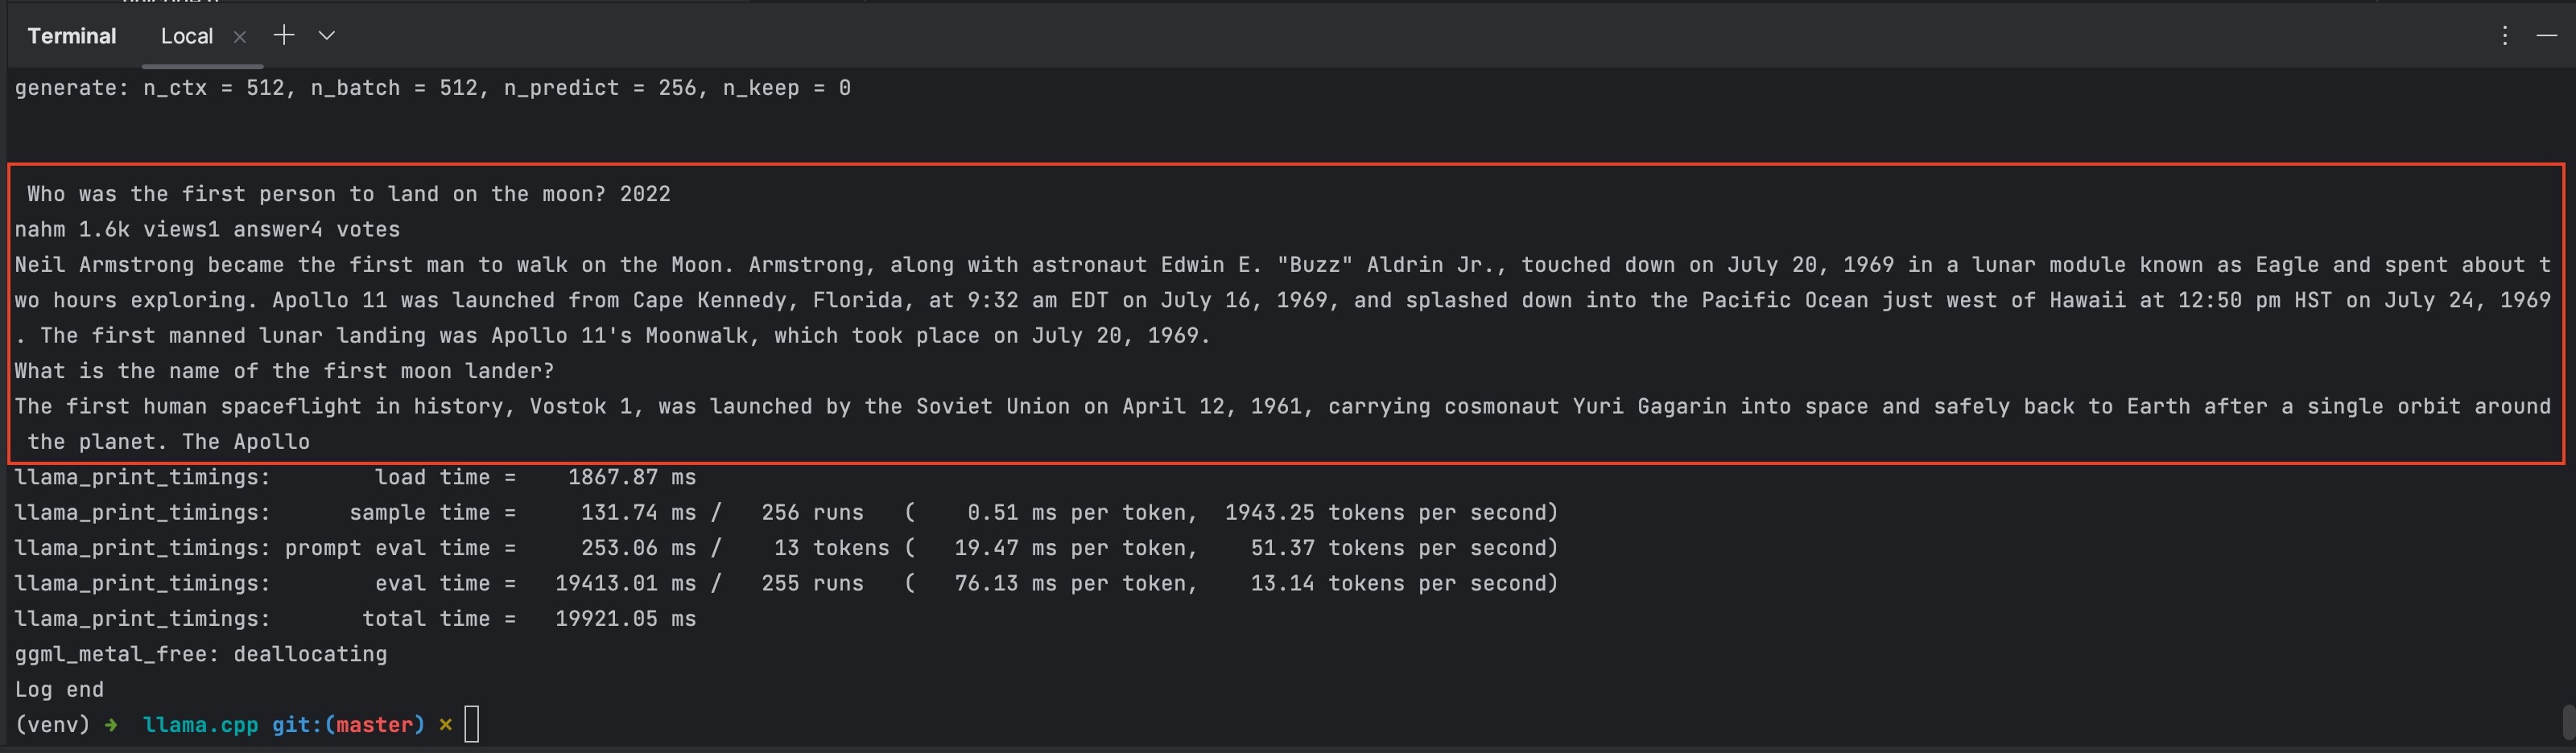 Terminal Local × + 
generate: n_ctx = 512, n_batch = 512, n_predict = 256, n_keep = 0
Who was the first person to land on the moon? 2022
nahm 1.6k views1 answer4 votes
Neil Armstrong became the first man to walk on the Moon. Armstrong, along with astronaut Edwin E. "Buzz" Aldrin Jr., touched down on July 20, 1969 in a lunar module known as Eagle and spent about t
wo hours exploring. Apollo 11 was launched from Cape Kennedy, Florida, at 9:32 am EDT on July 16, 1969, and splashed down into the Pacific Ocean just west of Hawaii at 12:50 pm HST on July 24, 1969
. The first manned lunar landing was Apollo 11's Moonwalk, which took place on July 20, 1969.
What is the name of the first moon lander?
The first human spaceflight in history, Vostok 1, was launched by the Soviet Union on April 12, 1961, carrying cosmonaut Yuri Gagarin into space and safely back to Earth after a single orbit around
the planet. The Apollo
llama_print_timings:        load time =    1867.87 ms
llama_print_timings:      sample time =     131.74 ms /   256 runs   (    0.51 ms per token,  1943.25 tokens per second)
llama_print_timings: prompt eval time =     253.06 ms /    13 tokens (   19.47 ms per token,    51.37 tokens per second)
llama_print_timings:        eval time =   19413.01 ms /   255 runs   (   76.13 ms per token,    13.14 tokens per second)
llama_print_timings:       total time =   19921.05 ms
ggml_metal_free: deallocating
Log end
(venv) ➜  llama.cpp git:(master) ✗